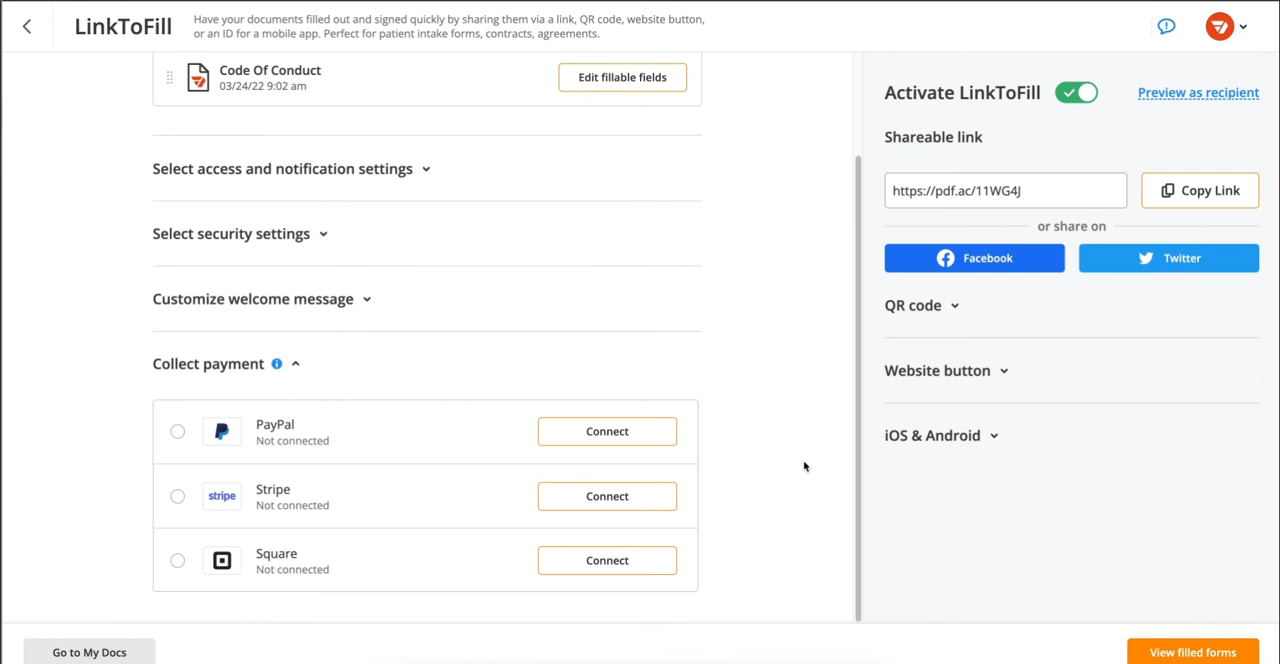 LinkToFill
Have your documents filled out and signed quickly by sharing them via a link, QR code, website button,
or an ID for a mobile app. Perfect for patient intake forms, contracts, agreements.
Code Of Conduct
03/24/22 9:02 am
Edit fillable fields
Select access and notification settings
Select security settings
Customize welcome message
Collect payment
PayPal
Not connected
Connect
stripe
Stripe
Not connected
Connect
Square
Not connected
Connect
Activate LinkToFill
Preview as recipient
Shareable link
https://pdf.ac/11WG4J
Copy Link
or share on
Facebook
Twitter
QR code
Website button
iOS & Android
Go to My Docs
View filled forms